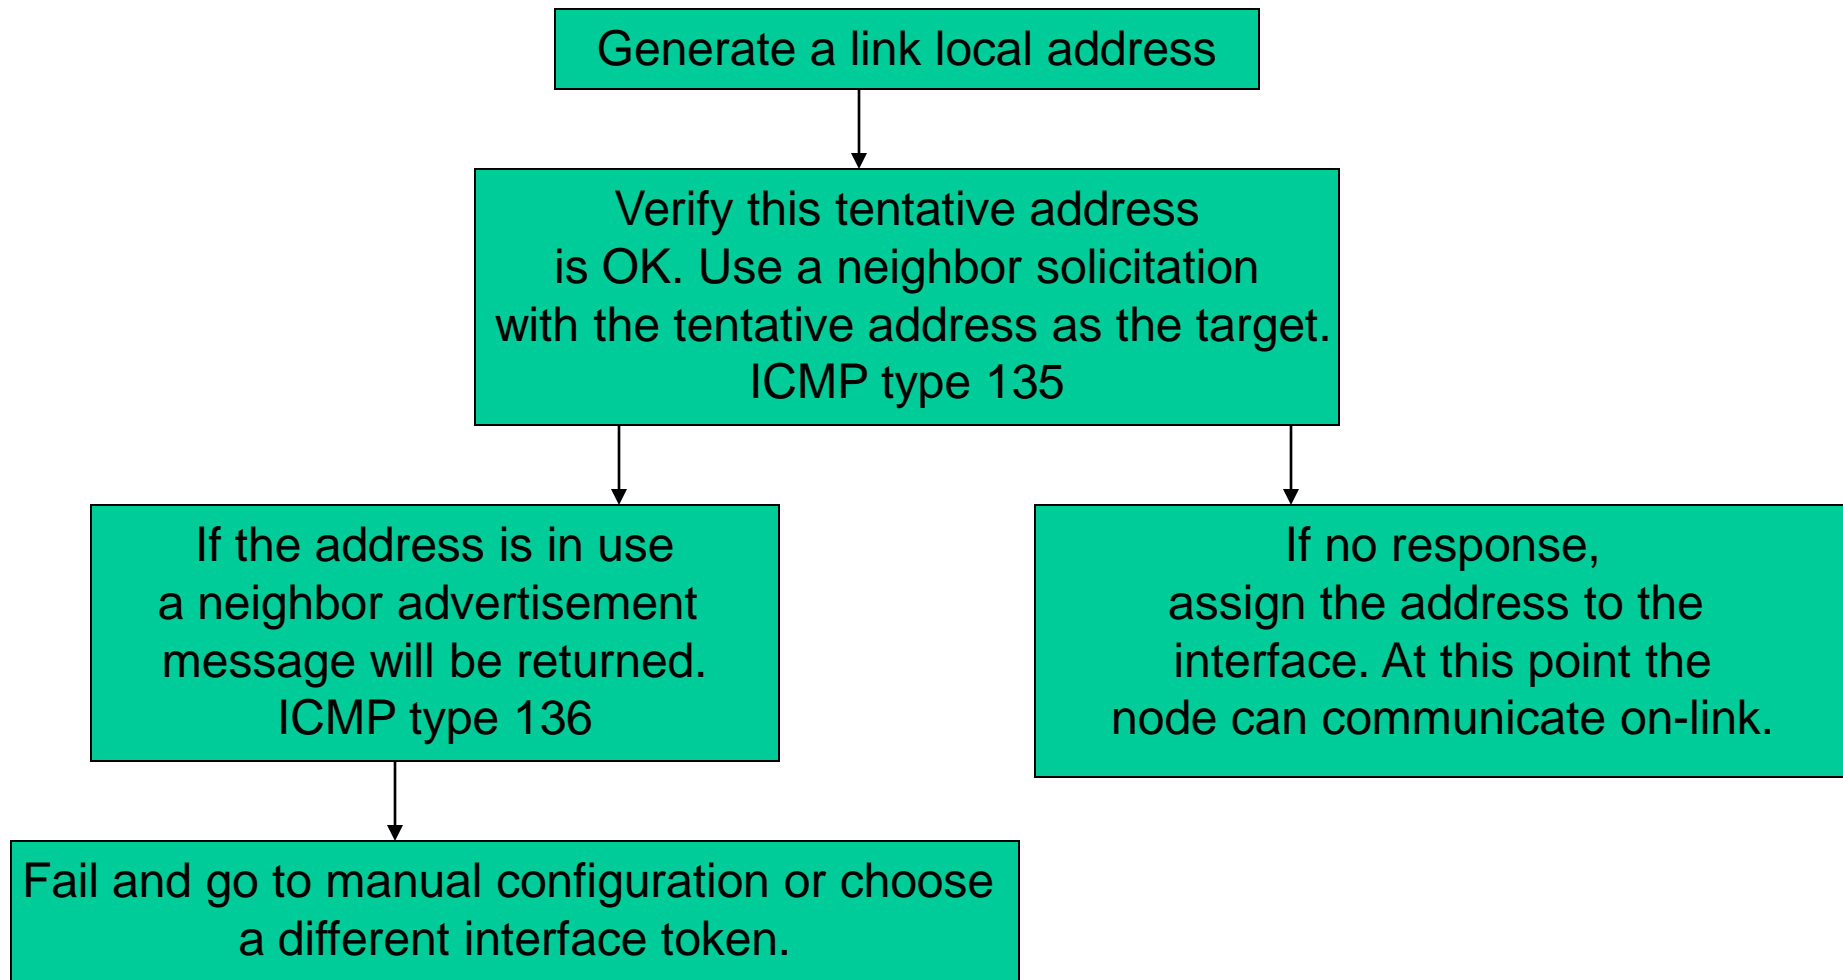 Generate a link local address
Verify this tentative address
is OK. Use a neighbor solicitation
with the tentative address as the target.
ICMP type 135
If the address is in use
a neighbor advertisement
message will be returned.
ICMP type 136
If no response,
assign the address to the
interface. At this point the
node can communicate on-link.
Fail and go to manual configuration or choose
a different interface token.